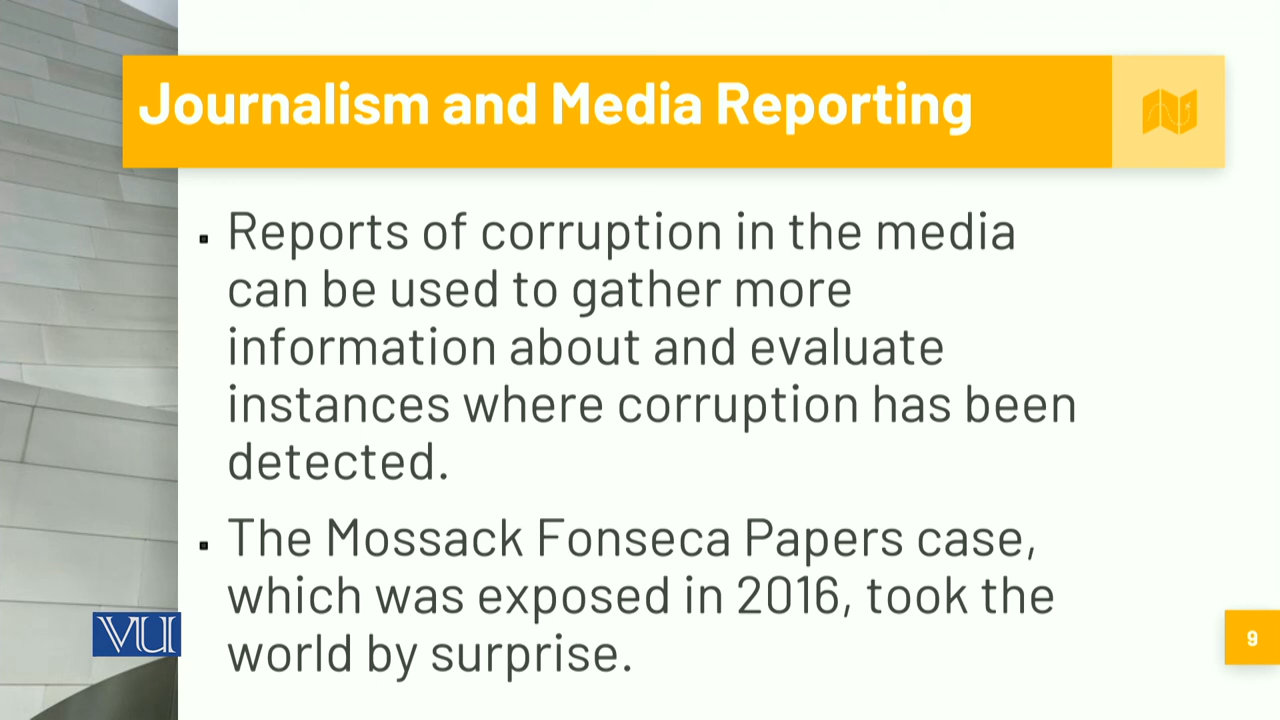 Journalism and Media Reporting
Reports of corruption in the media
can be used to gather more
information about and evaluate
instances where corruption has been
detected.
The Mossack Fonseca Papers case,
which was exposed in 2016, took the
world by surprise.
VU
9